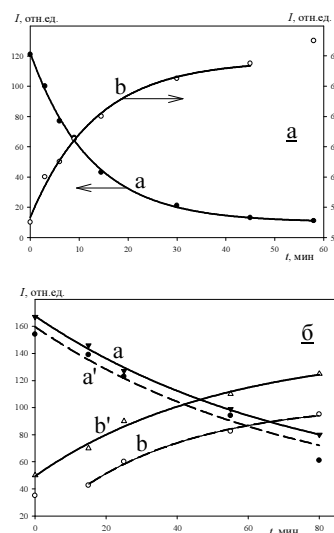 I, отн.ед. I, отн.ед.
120
100
80
60
40
20
0
b
a
а
0 10 20 30 40 50 60
t, мин t, мин
I, отн.ед.
160
140
120
100
80
60
40
20
б
a
a'
b'
b
0 20 40 60 80
t, мин